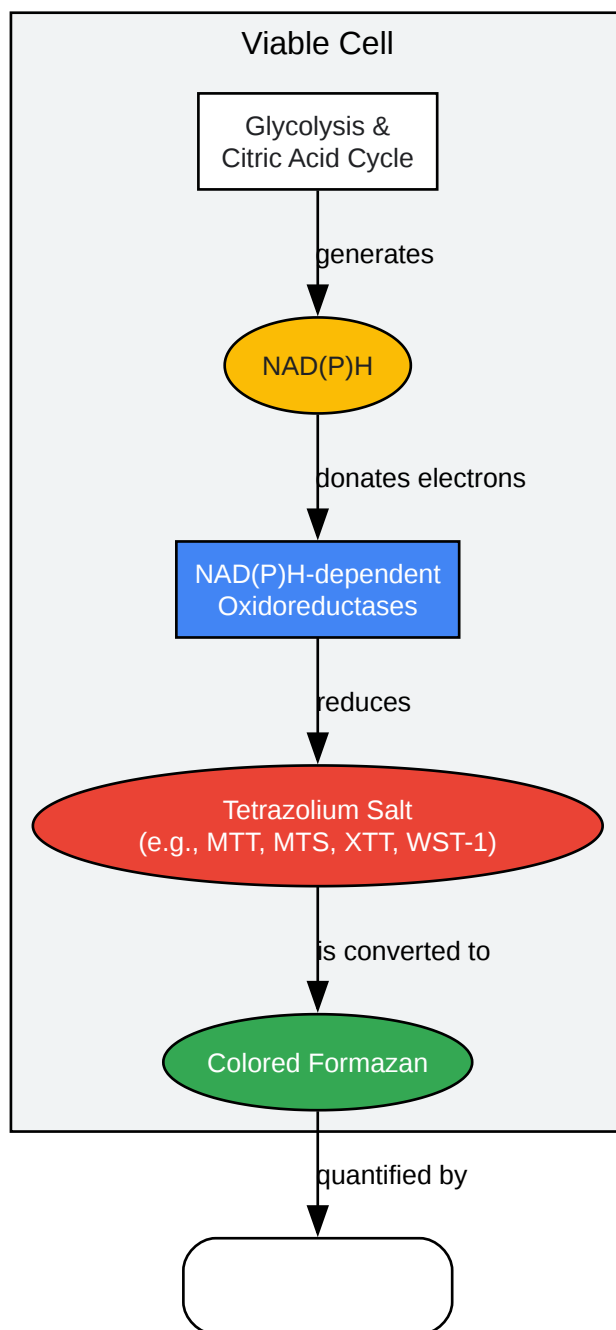 Viable Cell
Glycolysis &
Citric Acid Cycle
generates
NAD(P)H
donates electrons
NAD(P)H-dependent
Oxidoreductases
reduces
Tetrazolium Salt
(e.g., MTT, MTS, XTT, WST-1)
is converted to
Colored Formazan
quantified by